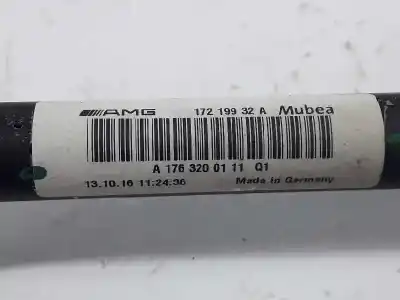 AMG 172 199 32 A Mubea
A 176 320 01 11 Q1
13.10.16 11:24:36 Made in Germany